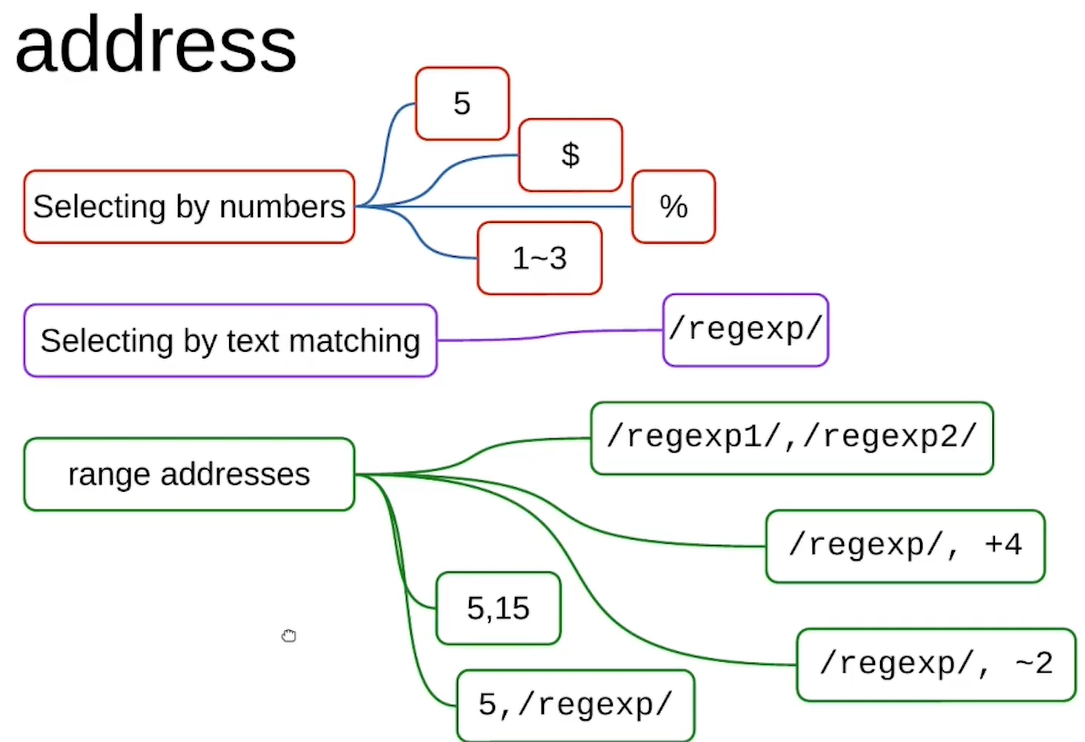 address
5
$
Selecting by numbers
%
1~3
Selecting by text matching
/regexp/
range addresses
/regexp1/,/regexp2/
/regexp/, +4
5,15
/regexp/, ~2
5,/regexp/